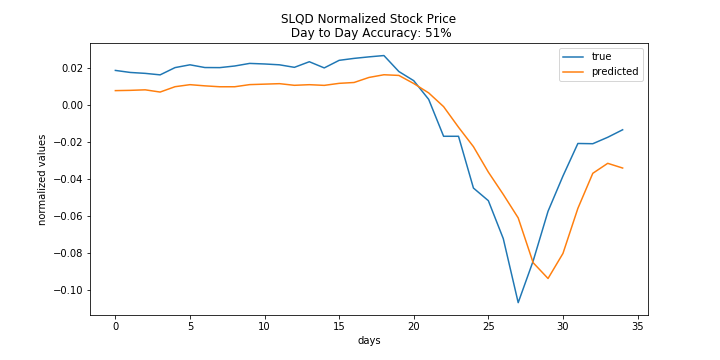 SLQD Normalized Stock Price
Day to Day Accuracy: 51%
true
predicted
normalized values
0.02
0.00
−0.02
−0.04
−0.06
−0.08
−0.10
0 5 10 15 20 25 30 35
days